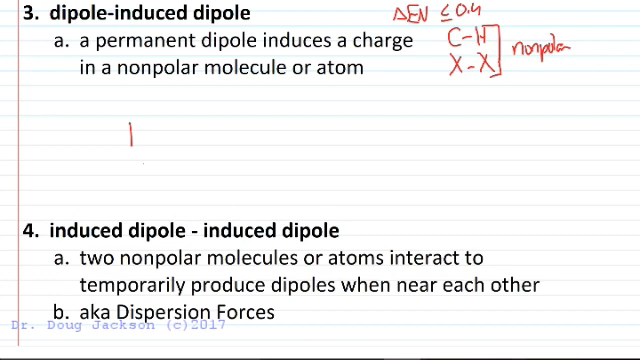 3. dipole-induced dipole
ΔEN ≤ 0.4
a. a permanent dipole induces a charge
in a nonpolar molecule or atom
C-H
X-X
nonpolar
4. induced dipole - induced dipole
a. two nonpolar molecules or atoms interact to
temporarily produce dipoles when near each other
b. aka Dispersion Forces
Dr. Doug Jackson (c)2017